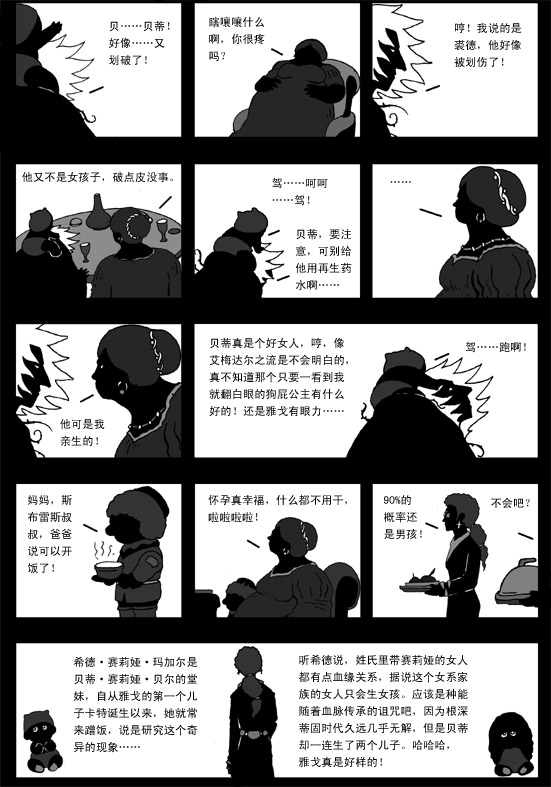 贝……贝蒂！
好像……又
划破了！
瞎嚷嚷什么
啊，你很疼
吗？
哼！我说的是
裘德，他好像
被划伤了！
他又不是女孩子，破点皮没事。
驾……呵呵
……驾！
贝蒂，要注
意，可别给
他用再生药
水啊……
……
他可是我
亲生的！
贝蒂真是个好女人，哼，像
艾梅达尔之流是不会明白的，
真不知道那个只要一看到我
就翻白眼的狗屁公主有什么
好的！还是雅戈有眼力……
驾……跑啊！
妈妈，斯
布雷斯叔
叔，爸爸
说可以开
饭了！
怀孕真幸福，什么都不用干，
啦啦啦啦！
90%的
概率还
是男孩！
不会吧？
希德·赛莉娅·玛加尔是
贝蒂·赛莉娅·贝尔的堂
妹，自从雅戈的第一个儿
子卡特诞生以来，她就常
来蹭饭，说是研究这个奇
异的现象……
听希德说，姓氏里带赛莉娅的女人
都有点血缘关系，据说这个女系家
族的女人只会生女孩。应该是种能
随着血脉传承的诅咒吧，因为根深
蒂固时代久远几乎无解，但是贝蒂
却一连生了两个儿子。哈哈哈，
雅戈真是好样的！